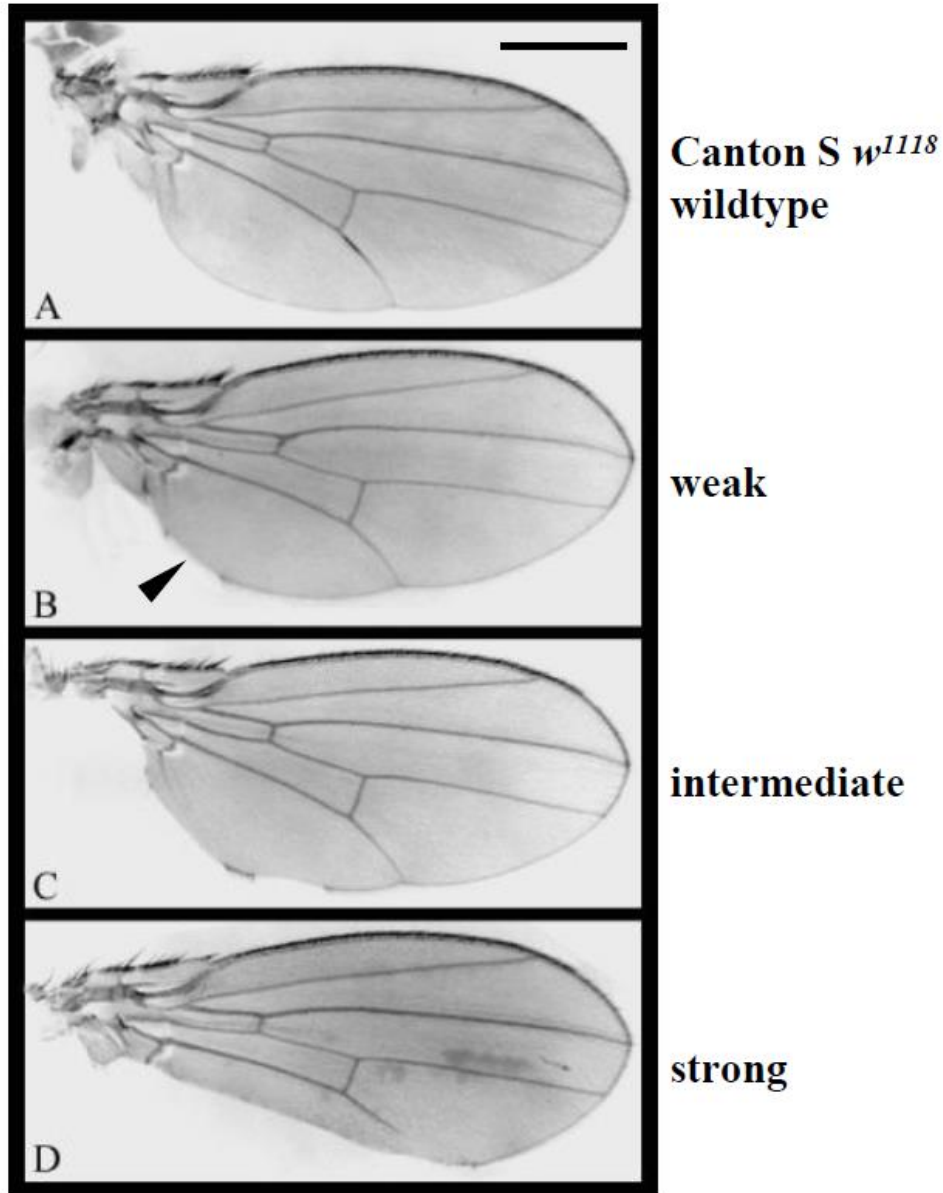 Canton S w1118
wildtype
A
weak
B
intermediate
C
strong
D